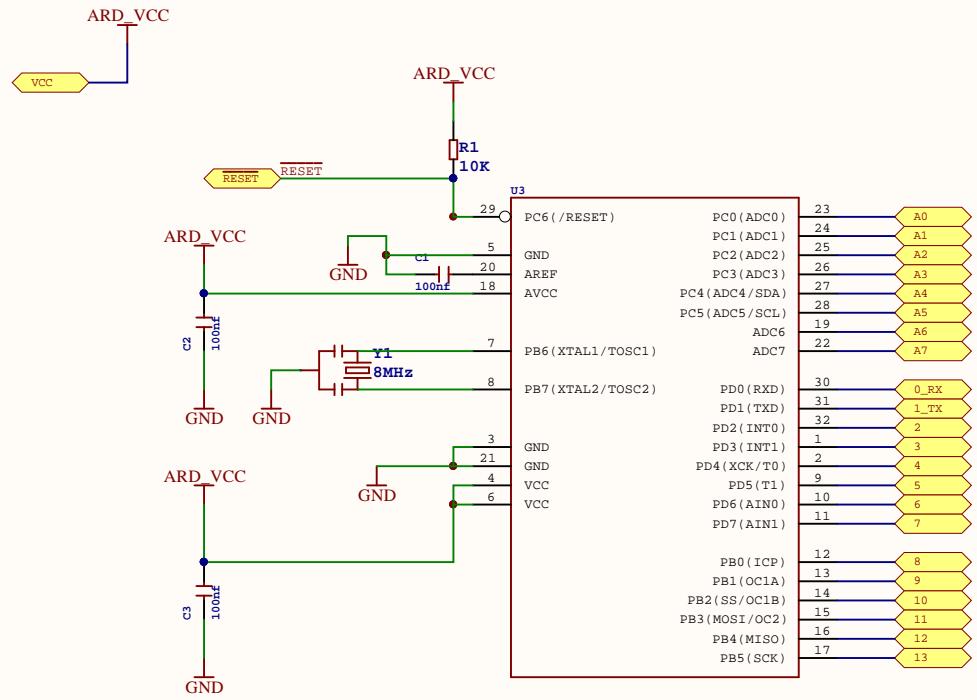 ARD_VCC
VCC
ARD_VCC
R1
10K
RESET
RESET
U3
29 PC6(/RESET) PC0(ADC0) 23 A0
PC1(ADC1) 24 A1
ARD_VCC
5 GND PC2(ADC2) 25 A2
GND
C1
100nf
20 AREF PC3(ADC3) 26 A3
18 AVCC PC4(ADC4/SDA) 27 A4
PC5(ADC5/SCL) 28 A5
C2
100nf
ADC6 19 A6
7 PB6(XTAL1/TOSC1) ADC7 22 A7
Y1
8MHz
8 PB7(XTAL2/TOSC2) PD0(RXD) 30 0_RX
PD1(TXD) 31 1_TX
GND
GND
PD2(INT0) 32 2
3 GND PD3(INT1) 1 3
21 GND PD4(XCK/T0) 2 4
ARD_VCC
4 VCC PD5(T1) 9 5
GND
6 VCC PD6(AIN0) 10 6
PD7(AIN1) 11 7
PB0(ICP) 12 8
PB1(OC1A) 13 9
C3
100nf
PB2(SS/OC1B) 14 10
PB3(MOSI/OC2) 15 11
PB4(MISO) 16 12
PB5(SCK) 17 13
GND